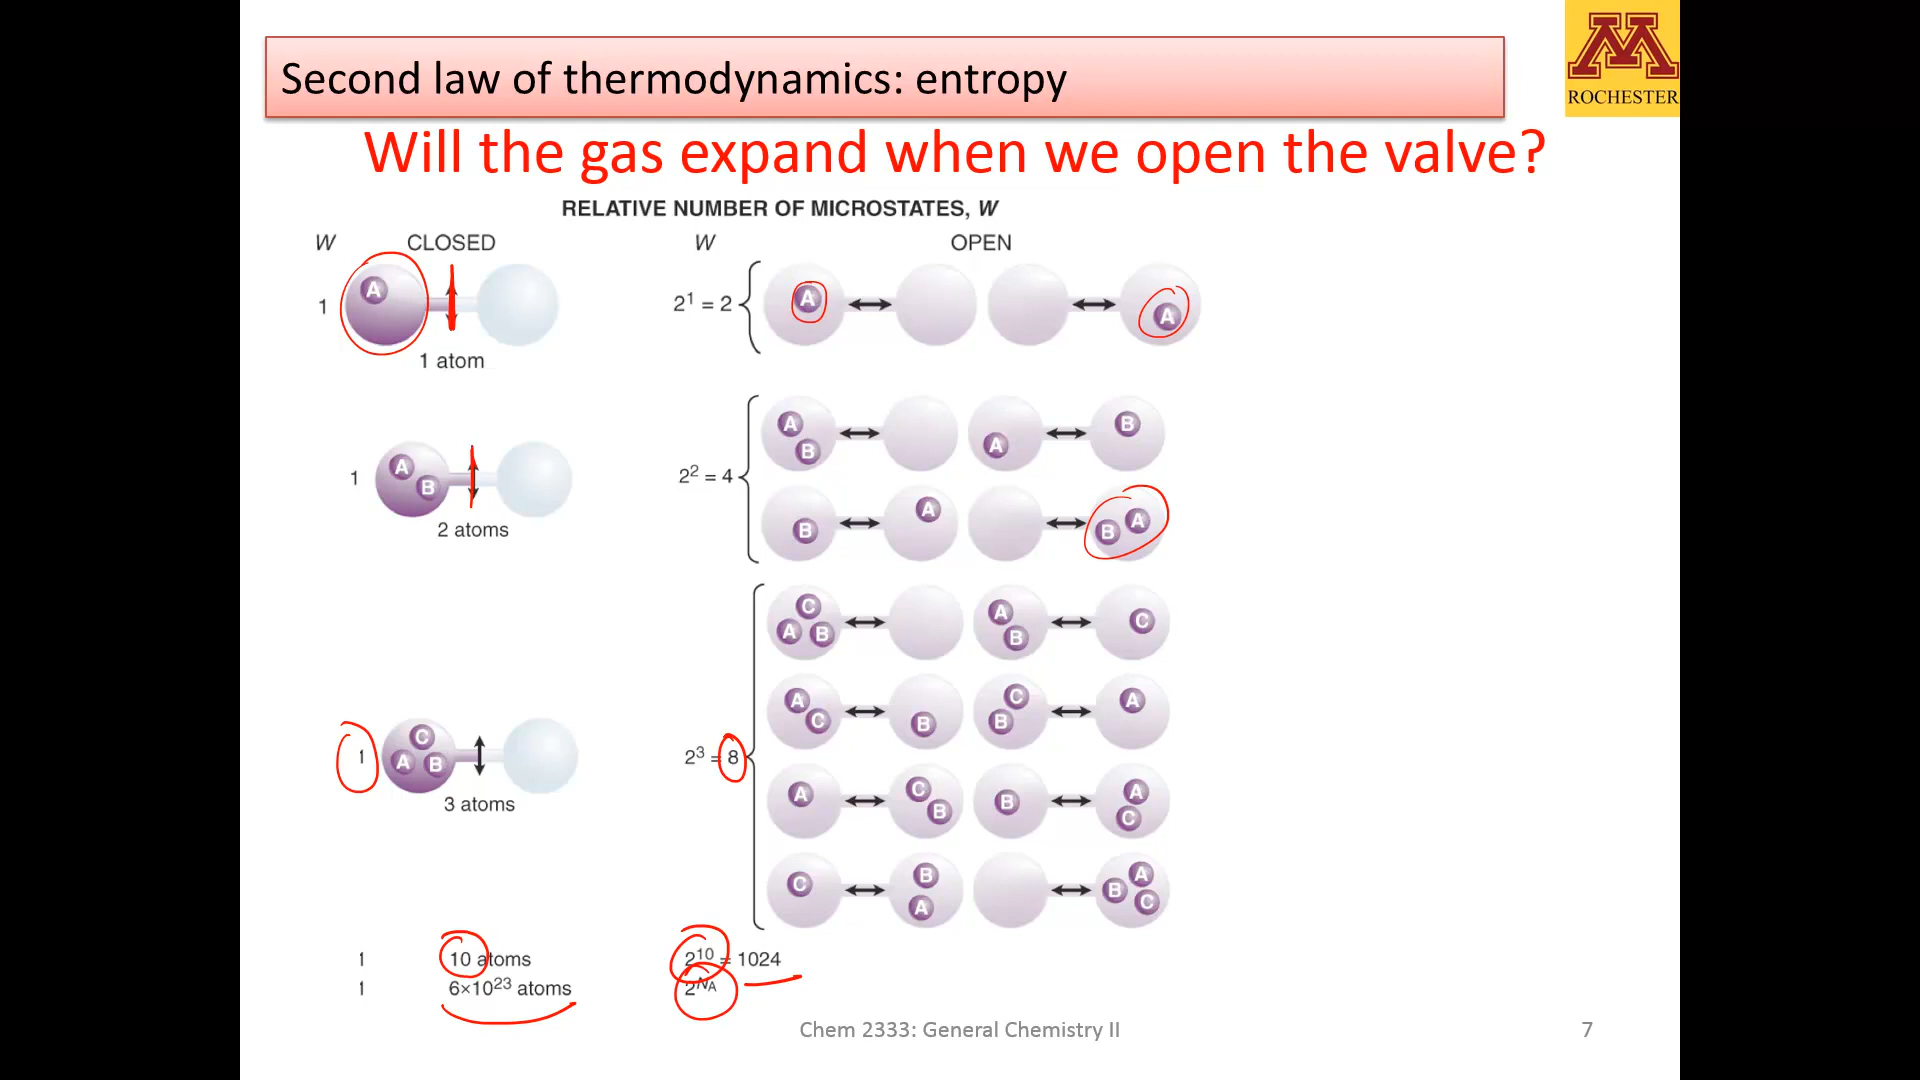 Second law of thermodynamics: entropy
M
ROCHESTER
Will the gas expand when we open the valve?
RELATIVE NUMBER OF MICROSTATES, W
W CLOSED W OPEN
1 A 2¹ = 2 A A
1 atom
A B A B
1 A B 2² = 4
2 atoms
B A B A
C A B A B C
A C B C B A
1 C A B 2³ = 8
3 atoms
A C B B A C
C B A B A C
1 10 atoms 2¹⁰ = 1024
1 6×10²³ atoms 2^NA
Chem 2333: General Chemistry II 7